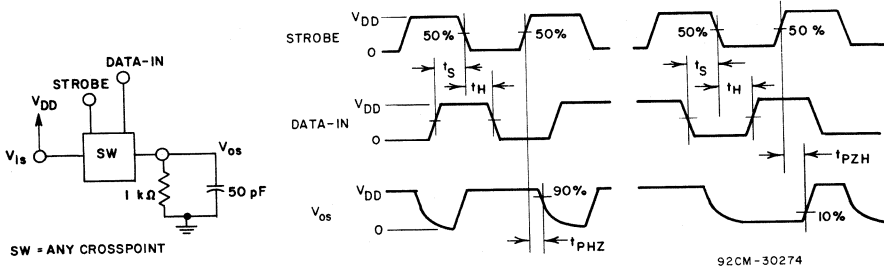 DATA-IN
STROBE
VDD
Vis
SW
Vos
1 kΩ
50 pF
SW = ANY CROSSPOINT
STROBE
VDD
0
50%
50%
50%
50%
tS
tH
tS
tH
DATA-IN
VDD
0
tPZH
Vos
VDD
0
90%
10%
tPHZ
92CM-30274